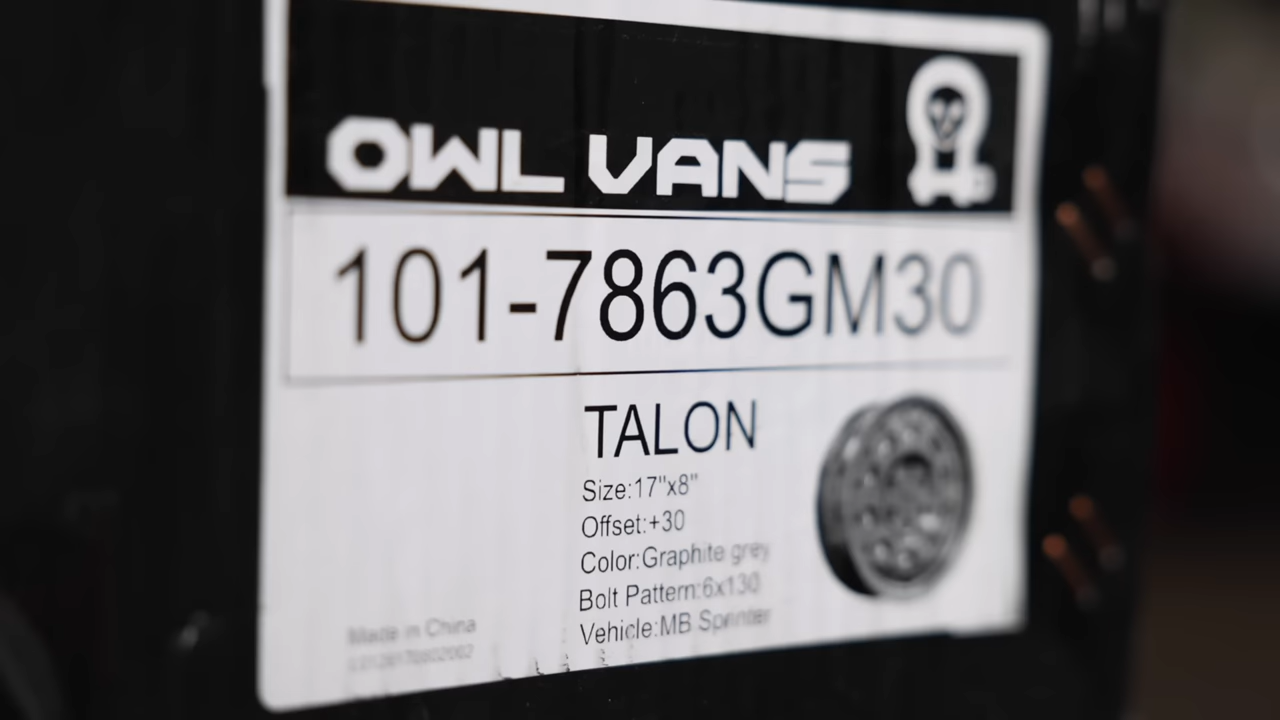 OWL VANS
101-7863GM30
TALON
Size:17"x8"
Offset:+30
Color:Graphite grey
Bolt Pattern:6x130
Vehicle:MB Sprinter
Made in China